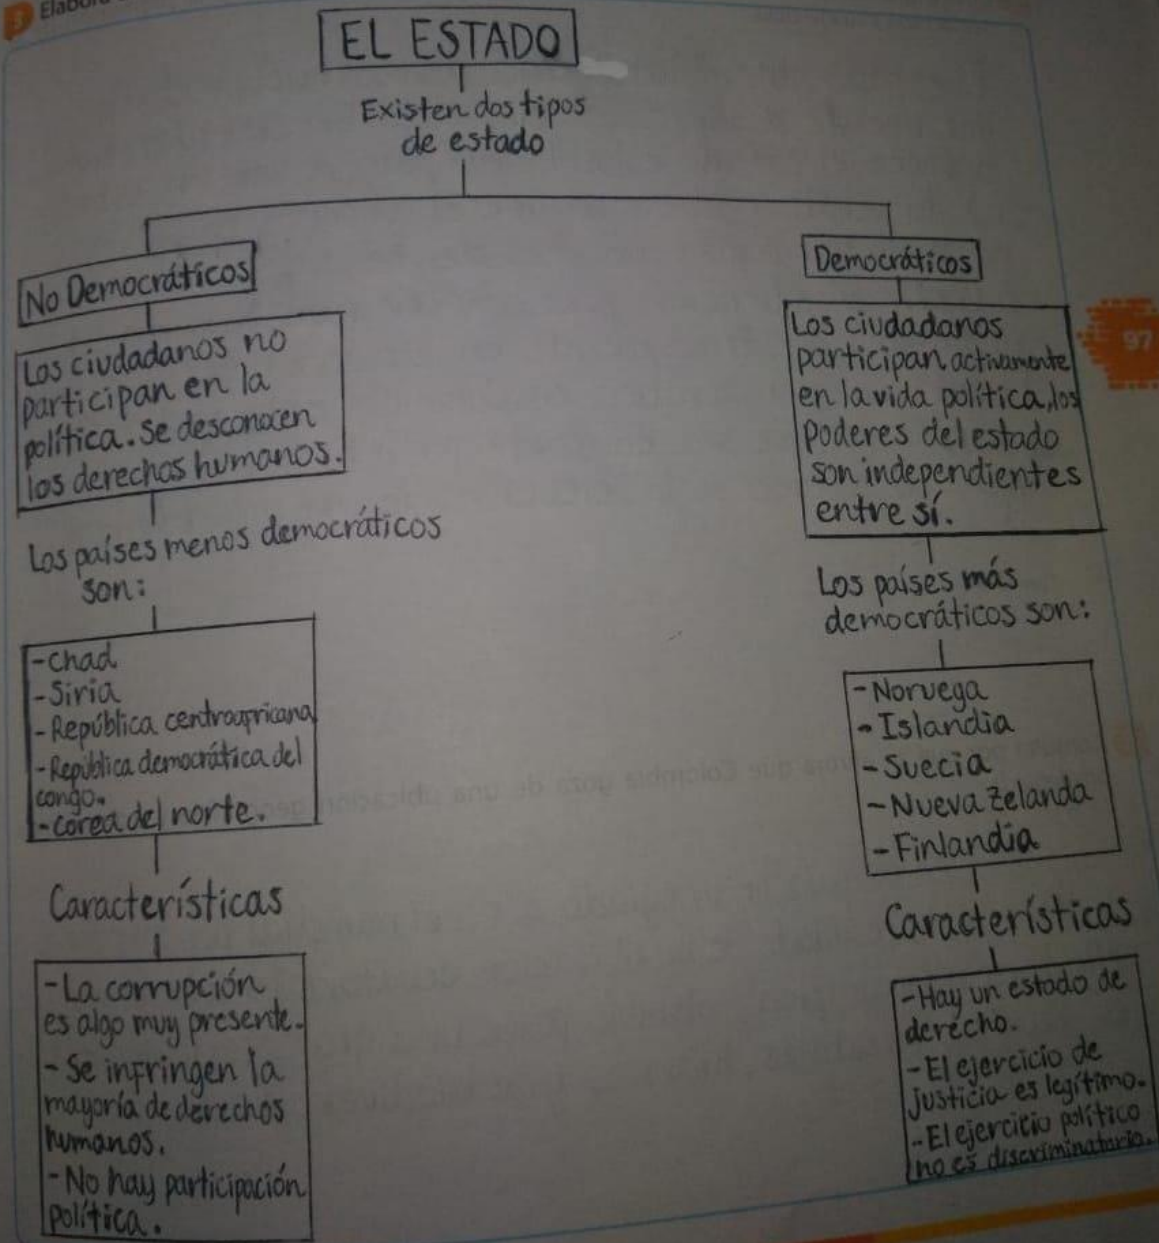 3 Elabora
EL ESTADO
Existen dos tipos
de estado
No Democráticos
Los ciudadanos no
participan en la
política. Se desconocen
los derechos humanos.
Los países menos democráticos
son:
-Chad
-Siria
-República centroafricana
-República democrática del
congo.
-Corea del norte.
Características
-La corrupción
es algo muy presente.
-Se infringen la
mayoría de derechos
humanos.
-No hay participación
política.
Democráticos
Los ciudadanos
participan activamente
en la vida política, los
poderes del estado
son independientes
entre sí.
Los países más
democráticos son:
-Noruega
-Islandia
-Suecia
-Nueva Zelanda
-Finlandia
Características
-Hay un estado de
derecho.
-El ejercicio de
justicia es legítimo.
-El ejercicio político
no es discriminatorio.
97